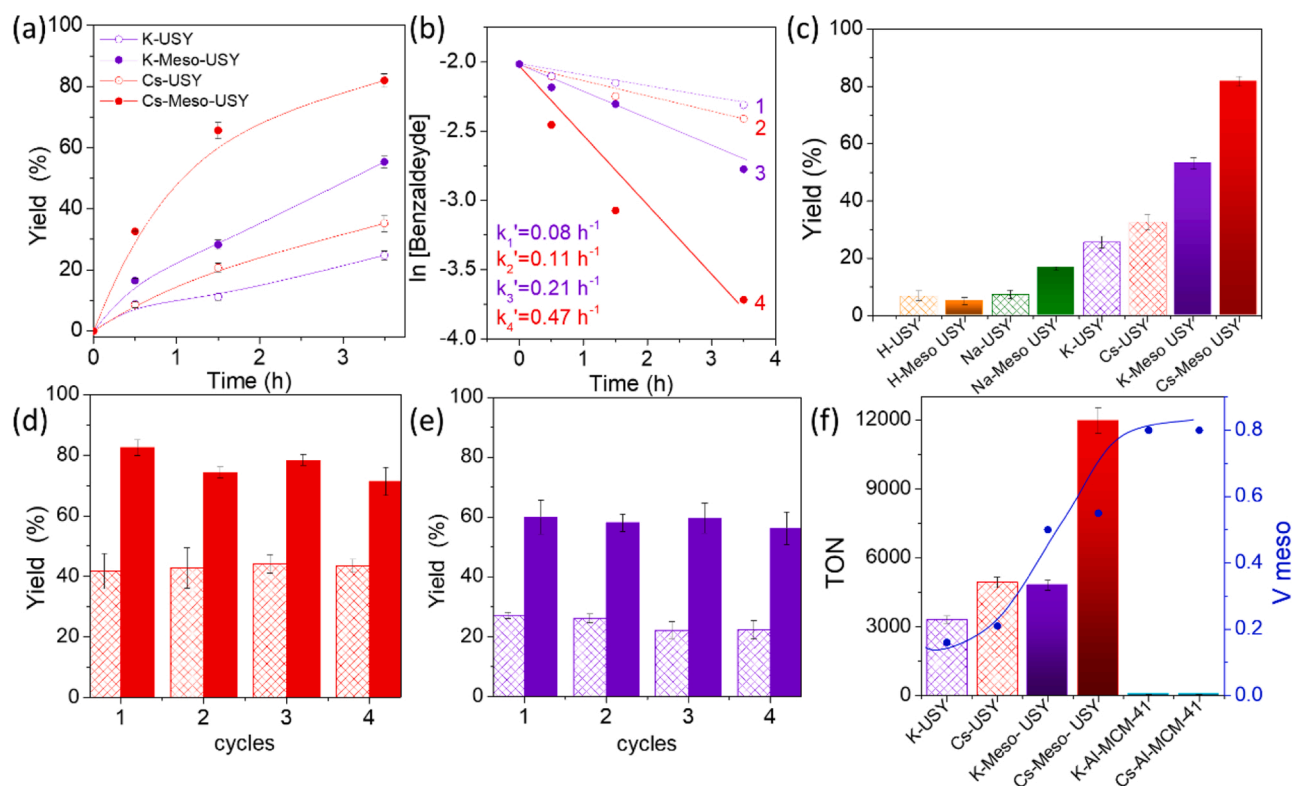 (a)
100
80
60
40
20
0
Yield (%)
0
1
2
3
Time (h)
K-USY
K-Meso-USY
Cs-USY
Cs-Meso-USY
(b)
-2.0
-2.5
-3.0
-3.5
-4.0
ln [Benzaldeyde]
1
2
3
4
k1'=0.08 h-1
k2'=0.11 h-1
k3'=0.21 h-1
k4'=0.47 h-1
0
1
2
3
4
Time (h)
(c)
100
80
60
40
20
0
Yield (%)
H-USY
H-Meso USY
Na-USY
Na-Meso USY
K-USY
Cs-USY
K-Meso USY
Cs-Meso USY
(d)
100
80
60
40
20
0
Yield (%)
1
2
3
4
cycles
(e)
100
80
60
40
20
0
Yield (%)
1
2
3
4
cycles
(f)
12000
9000
6000
3000
0
TON
0.8
0.6
0.4
0.2
0.0
V meso
K-USY
Cs-USY
K-Meso- USY
Cs-Meso- USY
K-Al-MCM-41
Cs-Al-MCM-41